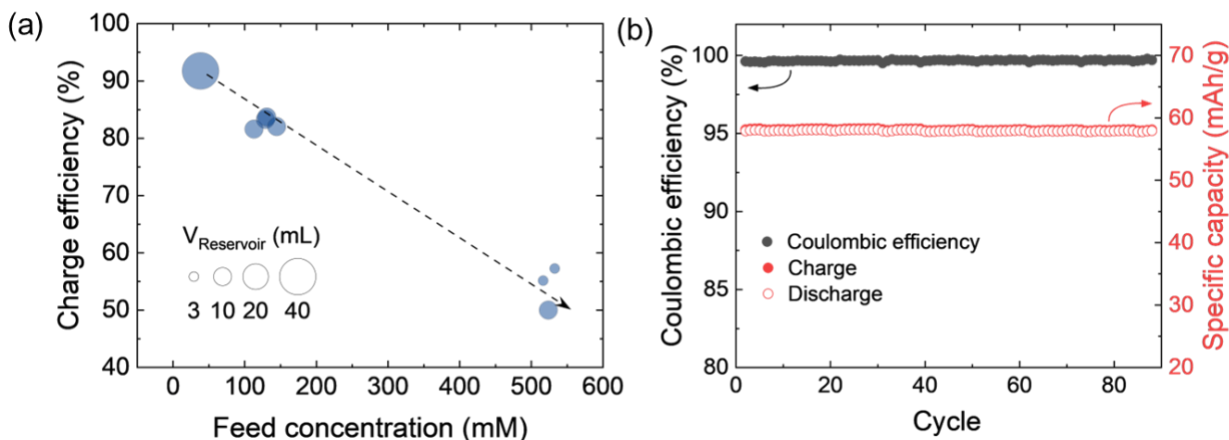 (a)
100
90
80
70
60
50
40
Charge efficiency (%)
V_Reservoir (mL)
3 10 20 40
0 100 200 300 400 500 600
Feed concentration (mM)
(b)
100
95
90
85
80
Coulombic efficiency (%)
Coulombic efficiency
Charge
Discharge
70
60
50
40
30
20
Specific capacity (mAh/g)
0 20 40 60 80
Cycle